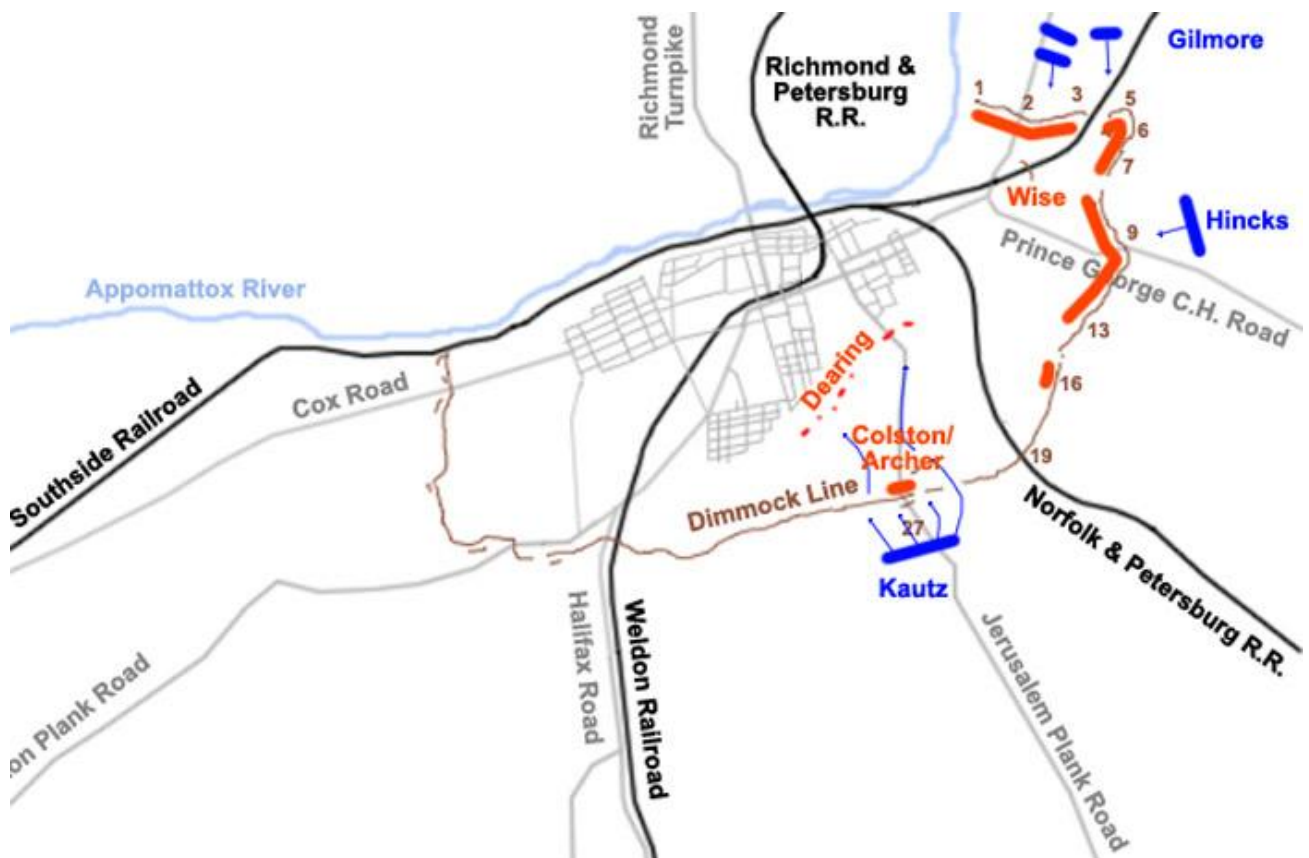 Gilmore
Richmond
Turnpike
Richmond &
Petersburg
R.R.
1
2
3
5
6
7
Wise
9
Hincks
Prince George C.H. Road
Appomattox River
13
16
Cox Road
Dearing
Southside Railroad
Colston/
Archer
19
Dimmock Line
27
Norfolk & Petersburg R.R.
Kautz
Halifax Road
Weldon Railroad
Jerusalem Plank Road
on Plank Road